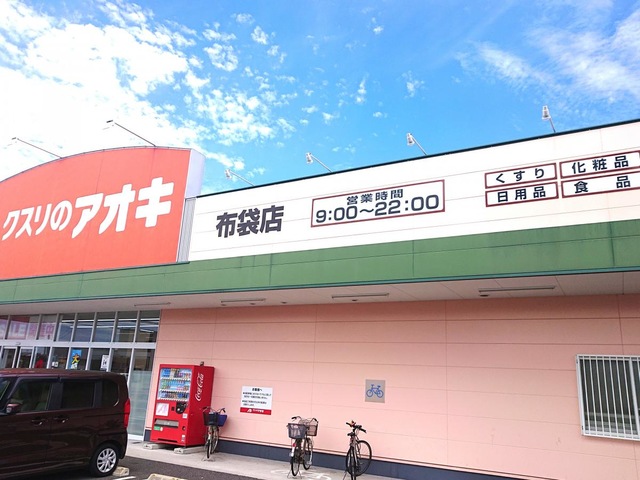 クスリのアオキ
布袋店
営業時間
9:00~22:00
くすり
化粧品
日用品
食品
Coca-Cola